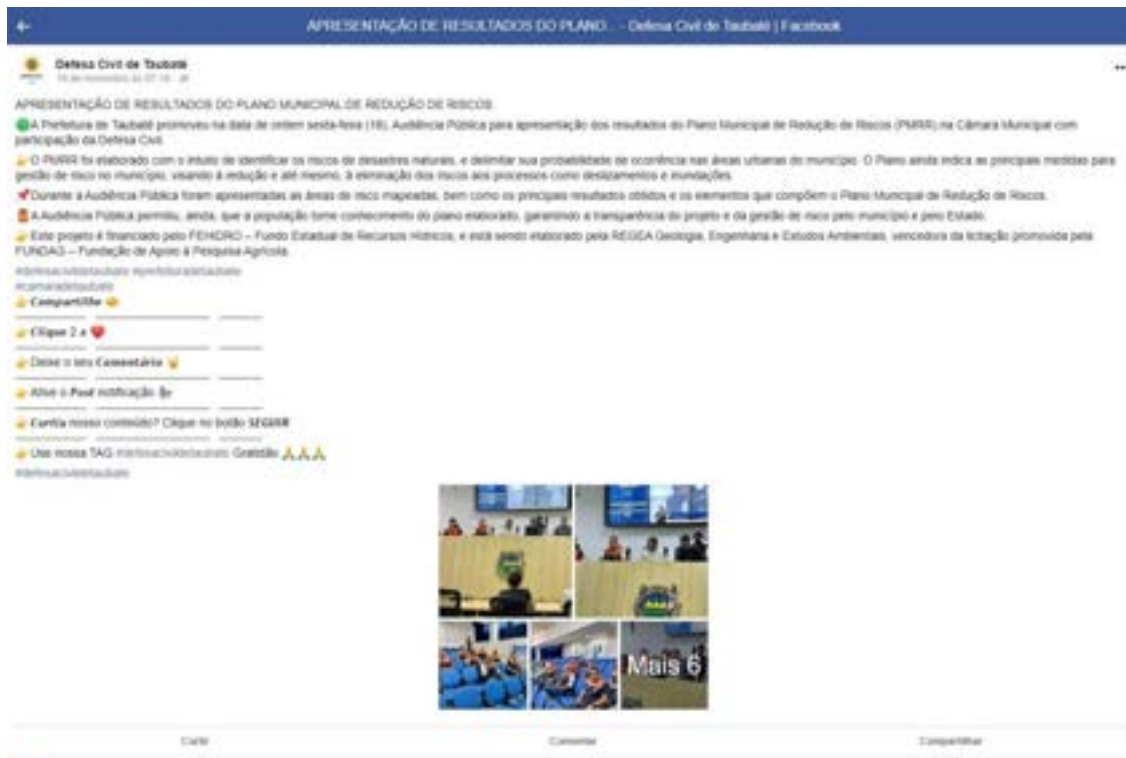 APRESENTAÇÃO DE RESULTADOS DO PLANO... - Defesa Civil de Taubaté | Facebook
Defesa Civil de Taubaté
APRESENTAÇÃO DE RESULTADOS DO PLANO MUNICIPAL DE REDUÇÃO DE RISCOS.
A Prefeitura de Taubaté promoveu na data de ontem sexta-feira (18), Audiência Pública para apresentação dos resultados do Plano Municipal de Redução de Riscos (PMRR) na Câmara Municipal com
participação da Defesa Civil.
O PMRR foi elaborado com o intuito de identificar os riscos de desastres naturais, e delimitar sua probabilidade de ocorrência nas áreas urbanas do município. O Plano ainda indica as principais medidas para
gestão de risco no município, visando à redução e até mesmo, à eliminação dos riscos aos processos como deslizamentos e inundações.
Durante a Audiência Pública foram apresentadas as áreas de risco mapeadas, bem como os principais resultados obtidos e os elementos que compõem o Plano Municipal de Redução de Riscos.
A Audiência Pública permitiu, ainda, que a população tome conhecimento do plano elaborado, garantindo a transparência do projeto e da gestão de risco pelo município e pelo Estado.
Este projeto é financiado pelo FEHIDRO – Fundo Estadual de Recursos Hídricos, e está sendo elaborado pela REGEA Geologia, Engenharia e Estudos Ambientais, vencedora da licitação promovida pela
FUNDAG – Fundação de Apoio à Pesquisa Agrícola.
#defesacivildetaubate #prefeituradetaubate
#camaradetaubate
Compartilhe
Clique 2 x
Deixe o seu Comentário
Ative o Post notificação
Curtiu nosso conteúdo? Clique no botão SEGUIR
Use nossa TAG #defesacivildetaubate Gratidão
#defesacivildetaubate
Mais 6
Curtir Comentar Compartilhar